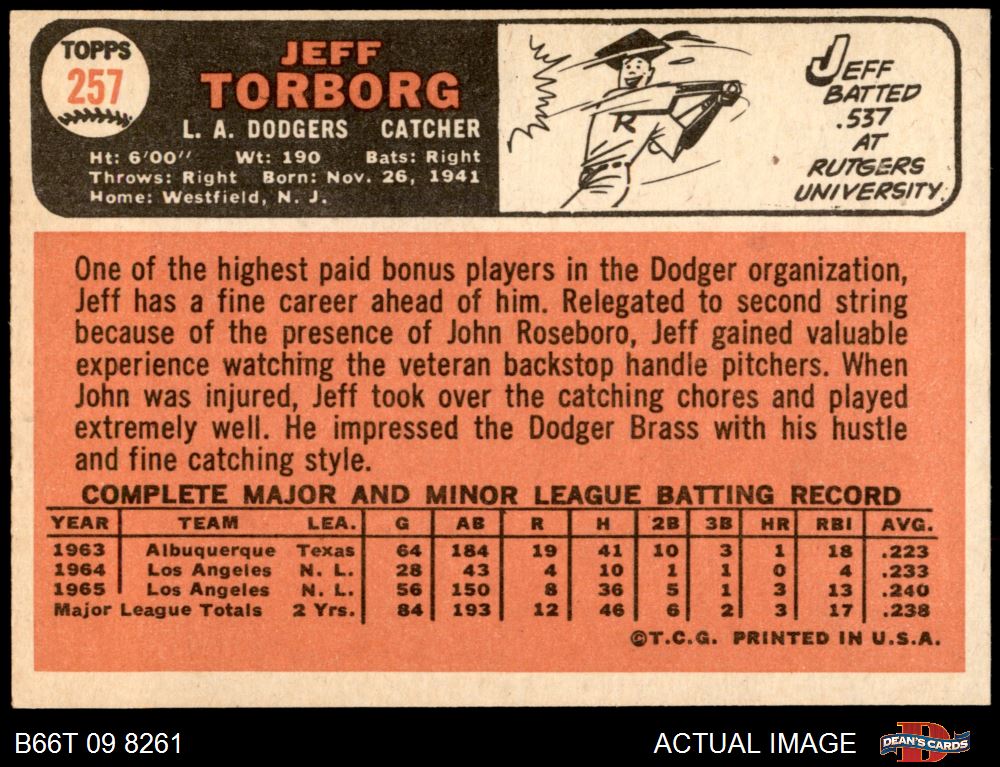 TOPPS
257
JEFF
TORBORG
L. A. DODGERS CATCHER
Ht: 6'00" Wt: 190 Bats: Right
Throws: Right Born: Nov. 26, 1941
Home: Westfield, N. J.
R
JEFF
BATTED
.537
AT
RUTGERS
UNIVERSITY.
One of the highest paid bonus players in the Dodger organization,
Jeff has a fine career ahead of him. Relegated to second string
because of the presence of John Roseboro, Jeff gained valuable
experience watching the veteran backstop handle pitchers. When
John was injured, Jeff took over the catching chores and played
extremely well. He impressed the Dodger Brass with his hustle
and fine catching style.
COMPLETE MAJOR AND MINOR LEAGUE BATTING RECORD
YEAR TEAM LEA. G AB R H 2B 3B HR RBI AVG.
1963 Albuquerque Texas 64 184 19 41 10 3 1 18 .223
1964 Los Angeles N. L. 28 43 4 10 1 1 0 4 .233
1965 Los Angeles N. L. 56 150 8 36 5 1 3 13 .240
Major League Totals 2 Yrs. 84 193 12 46 6 2 3 17 .238
©T.C.G. PRINTED IN U.S.A.
B66T 09 8261
ACTUAL IMAGE
DEAN'S CARDS